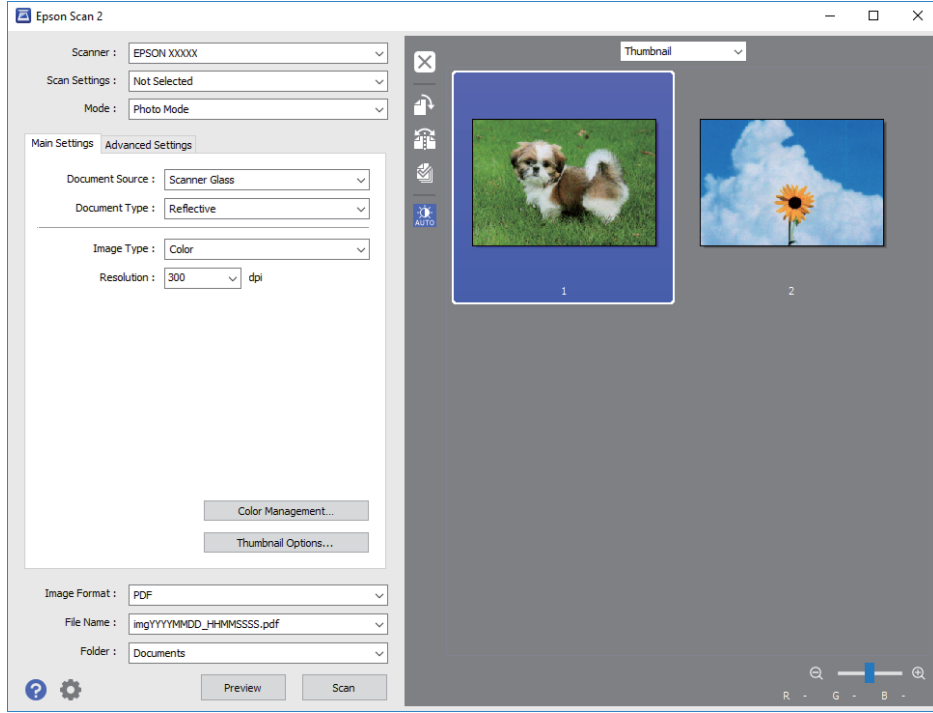 Epson Scan 2
Scanner : EPSON XXXXX
Scan Settings : Not Selected
Mode : Photo Mode
Main Settings Advanced Settings
Document Source : Scanner Glass
Document Type : Reflective
Image Type : Color
Resolution : 300 dpi
Color Management...
Thumbnail Options...
Image Format : PDF
File Name : imgYYYYMMDD_HHMMSSSS.pdf
Folder : Documents
? Preview Scan
Thumbnail
AUTO
1 2
R - G - B -